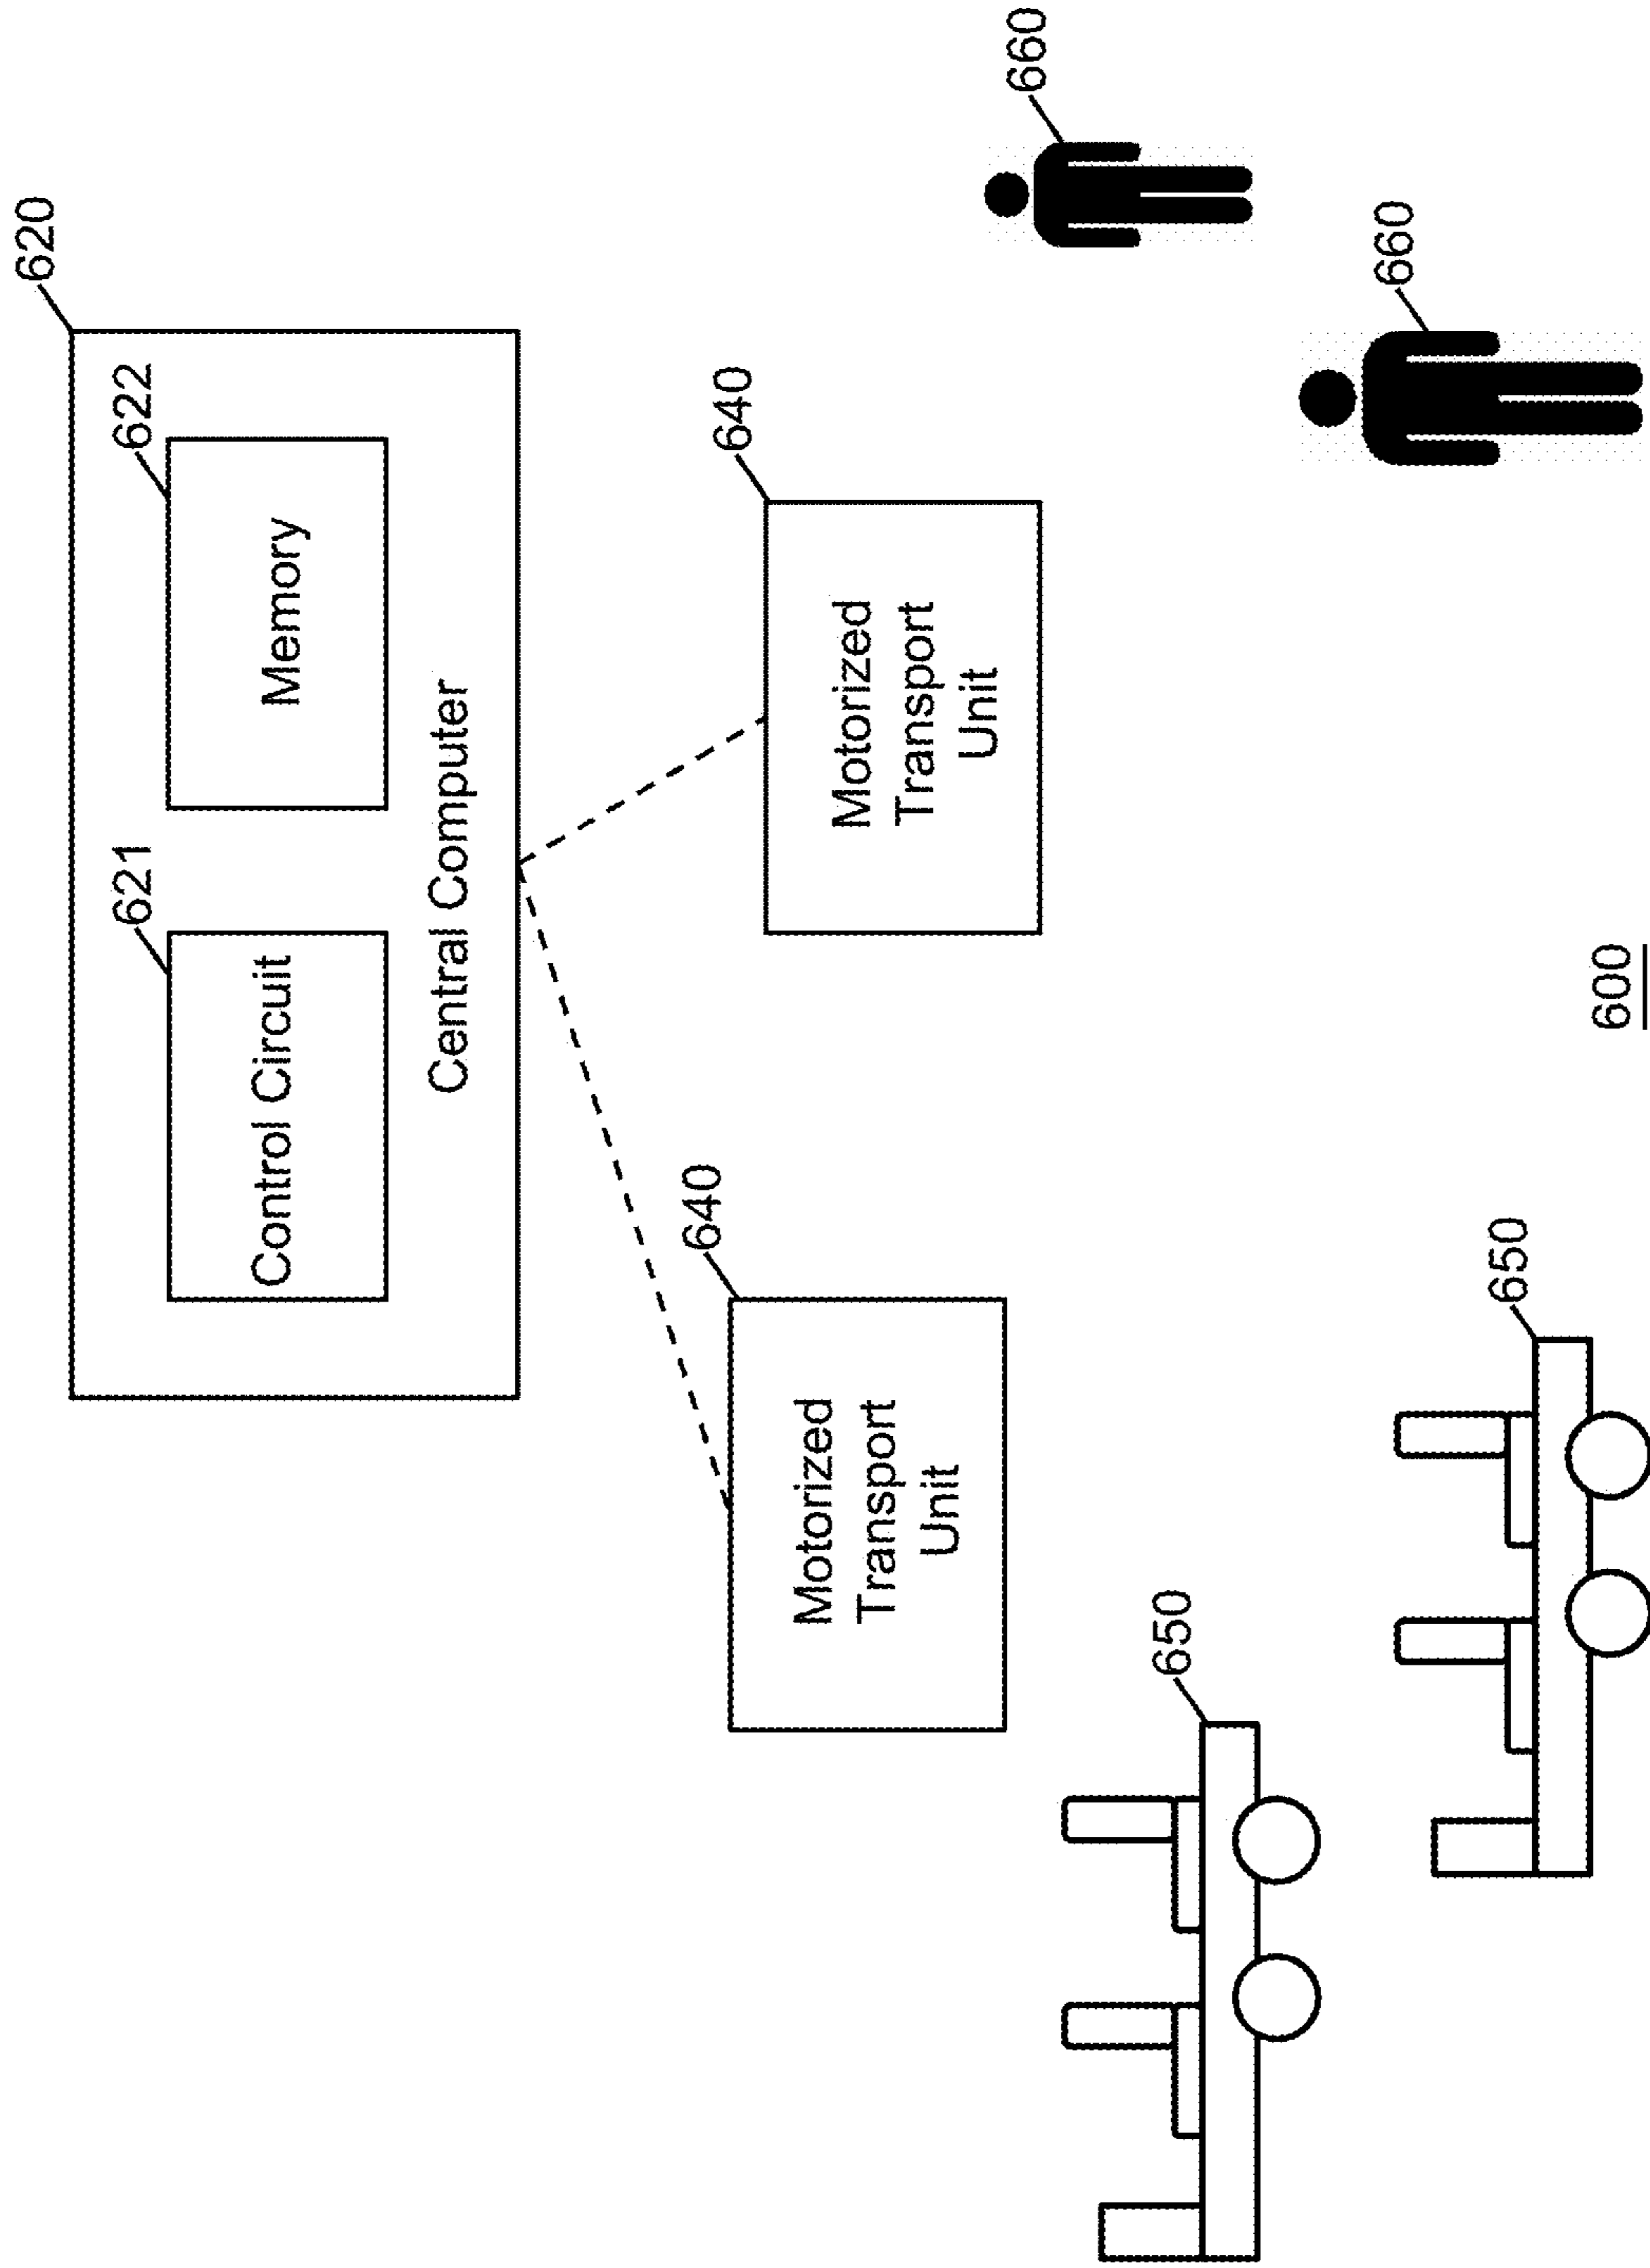 620
621
622
Control Circuit
Memory
Central Computer
640
640
Motorized
Transport
Unit
Motorized
Transport
Unit
650
650
660
660
600